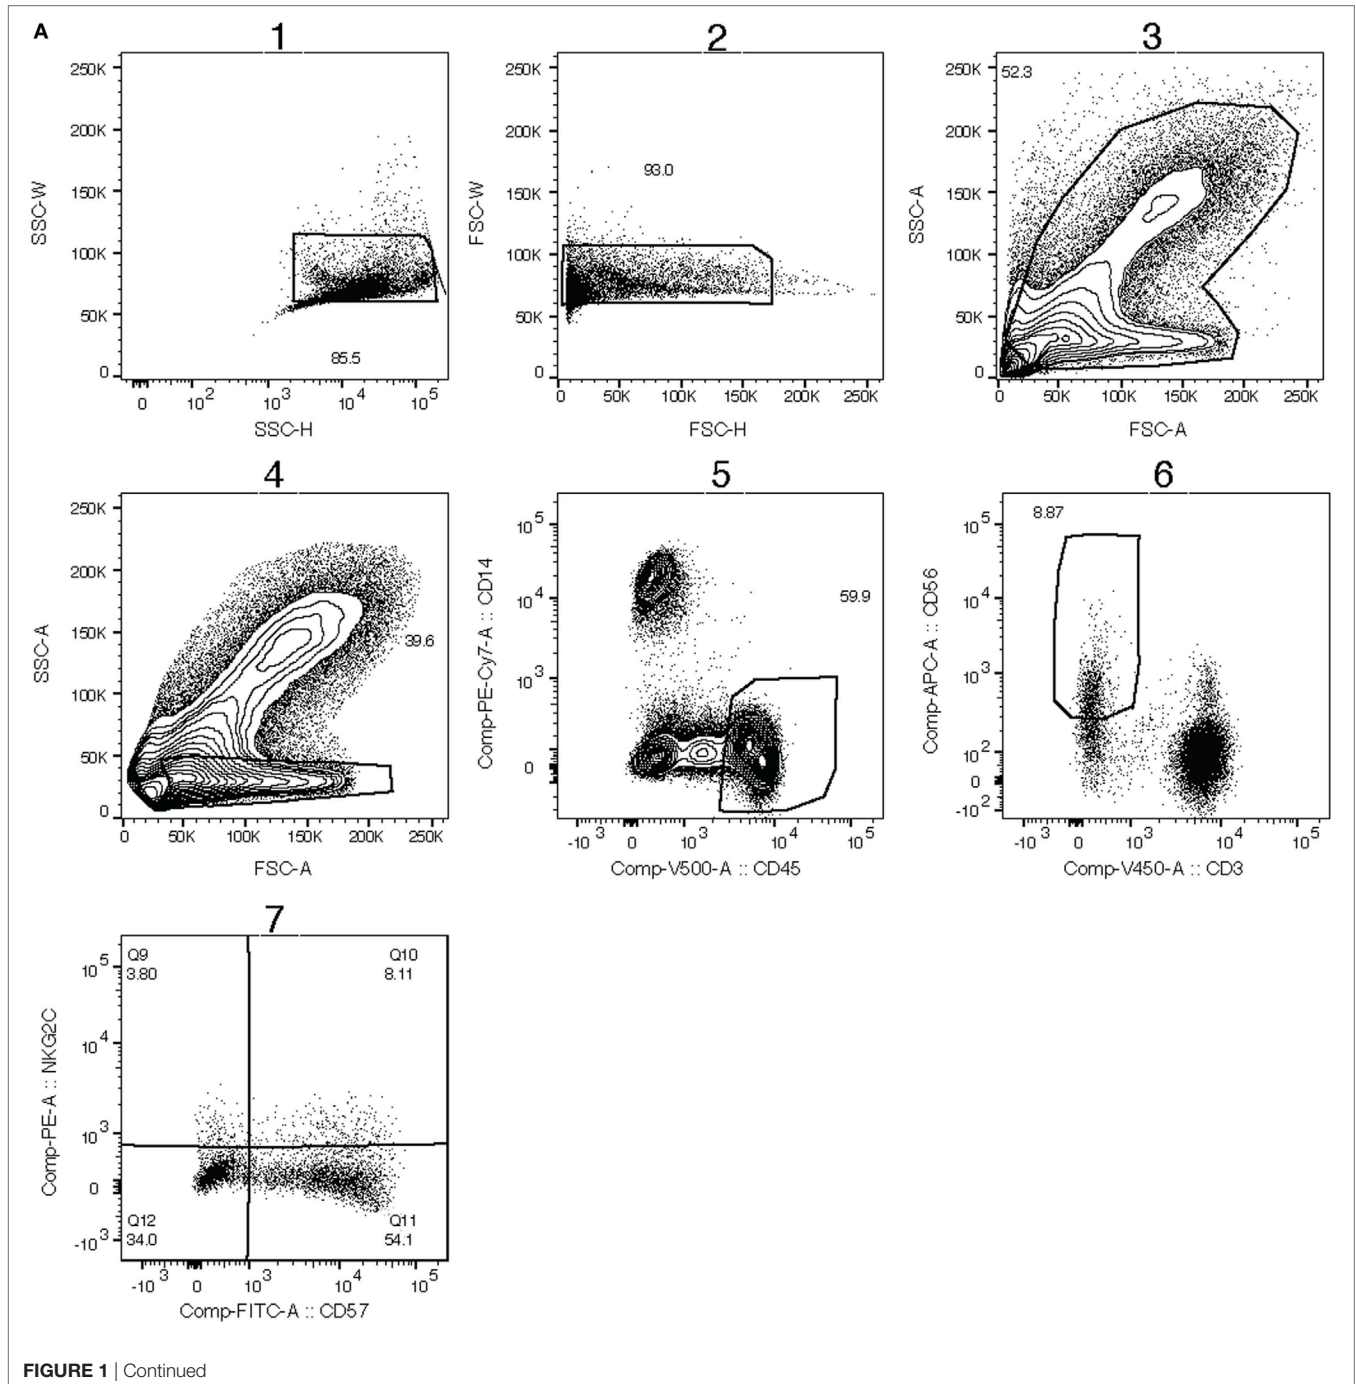 A
1
250K
200K
150K
100K
50K
0
SSC-W
85.5
0 10^2 10^3 10^4 10^5
SSC-H
2
250K
200K
150K
100K
50K
0
FSC-W
93.0
0 50K 100K 150K 200K 250K
FSC-H
3
250K
200K
150K
100K
50K
0
SSC-A
52.3
0 50K 100K 150K 200K 250K
FSC-A
4
250K
200K
150K
100K
50K
0
SSC-A
39.6
0 50K 100K 150K 200K 250K
FSC-A
5
10^5
10^4
10^3
0
Comp-PE-Cy7-A :: CD14
59.9
-10^3 0 10^3 10^4 10^5
Comp-V500-A :: CD45
6
10^5
10^4
10^3
10^2
0
-10^2
Comp-APC-A :: CD56
8.87
-10^3 0 10^3 10^4 10^5
Comp-V450-A :: CD3
7
10^5
10^4
10^3
0
-10^3
Comp-PE-A :: NKG2C
Q9
3.80
Q10
8.11
Q12
34.0
Q11
54.1
-10^3 0 10^3 10^4 10^5
Comp-FITC-A :: CD57
FIGURE 1 | Continued